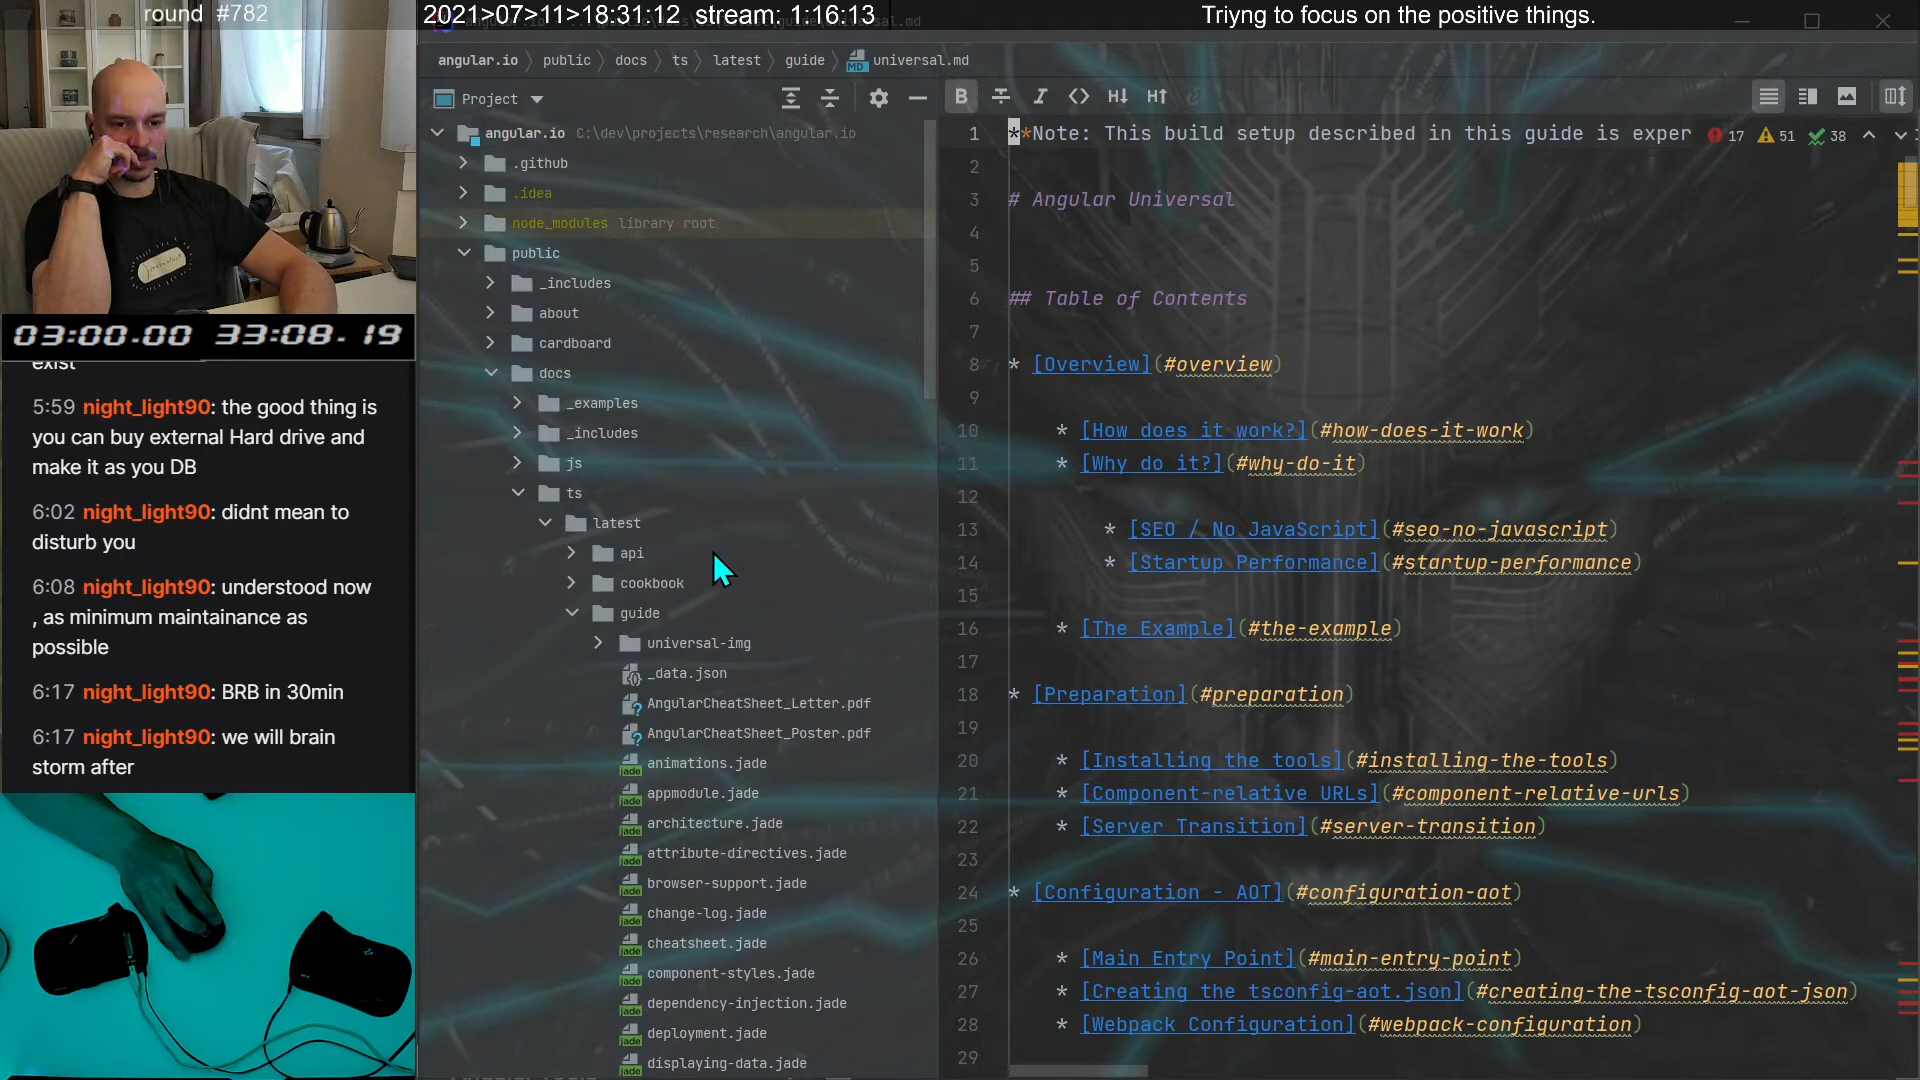 round #782
2021>07>11>18:31:12 stream: 1:16:13
Triyng to focus on the positive things.
angular.io
public
docs
ts
latest
guide
universal.md
Project
angular.io C:\dev\projects\research\angular.io
.github
.idea
node_modules library root
public
_includes
about
cardboard
docs
_examples
_includes
js
ts
latest
api
cookbook
guide
universal-img
_data.json
AngularCheatSheet_Letter.pdf
AngularCheatSheet_Poster.pdf
animations.jade
appmodule.jade
architecture.jade
attribute-directives.jade
browser-support.jade
change-log.jade
cheatsheet.jade
component-styles.jade
dependency-injection.jade
deployment.jade
displaying-data.jade
03:00.00 33:08.19
exist
5:59 night_light90: the good thing is
you can buy external Hard drive and
make it as you DB
6:02 night_light90: didnt mean to
disturb you
6:08 night_light90: understood now
, as minimum maintainance as
possible
6:17 night_light90: BRB in 30min
6:17 night_light90: we will brain
storm after
17 51 38
1 **Note: This build setup described in this guide is exper
2
3 # Angular Universal
4
5
6 ## Table of Contents
7
8 * [Overview](#overview)
9
10 * [How does it work?](#how-does-it-work)
11 * [Why do it?](#why-do-it)
12
13 * [SEO / No JavaScript](#seo-no-javascript)
14 * [Startup Performance](#startup-performance)
15
16 * [The Example](#the-example)
17
18 * [Preparation](#preparation)
19
20 * [Installing the tools](#installing-the-tools)
21 * [Component-relative URLs](#component-relative-urls)
22 * [Server Transition](#server-transition)
23
24 * [Configuration - AOT](#configuration-aot)
25
26 * [Main Entry Point](#main-entry-point)
27 * [Creating the tsconfig-aot.json](#creating-the-tsconfig-aot-json)
28 * [Webpack Configuration](#webpack-configuration)
29